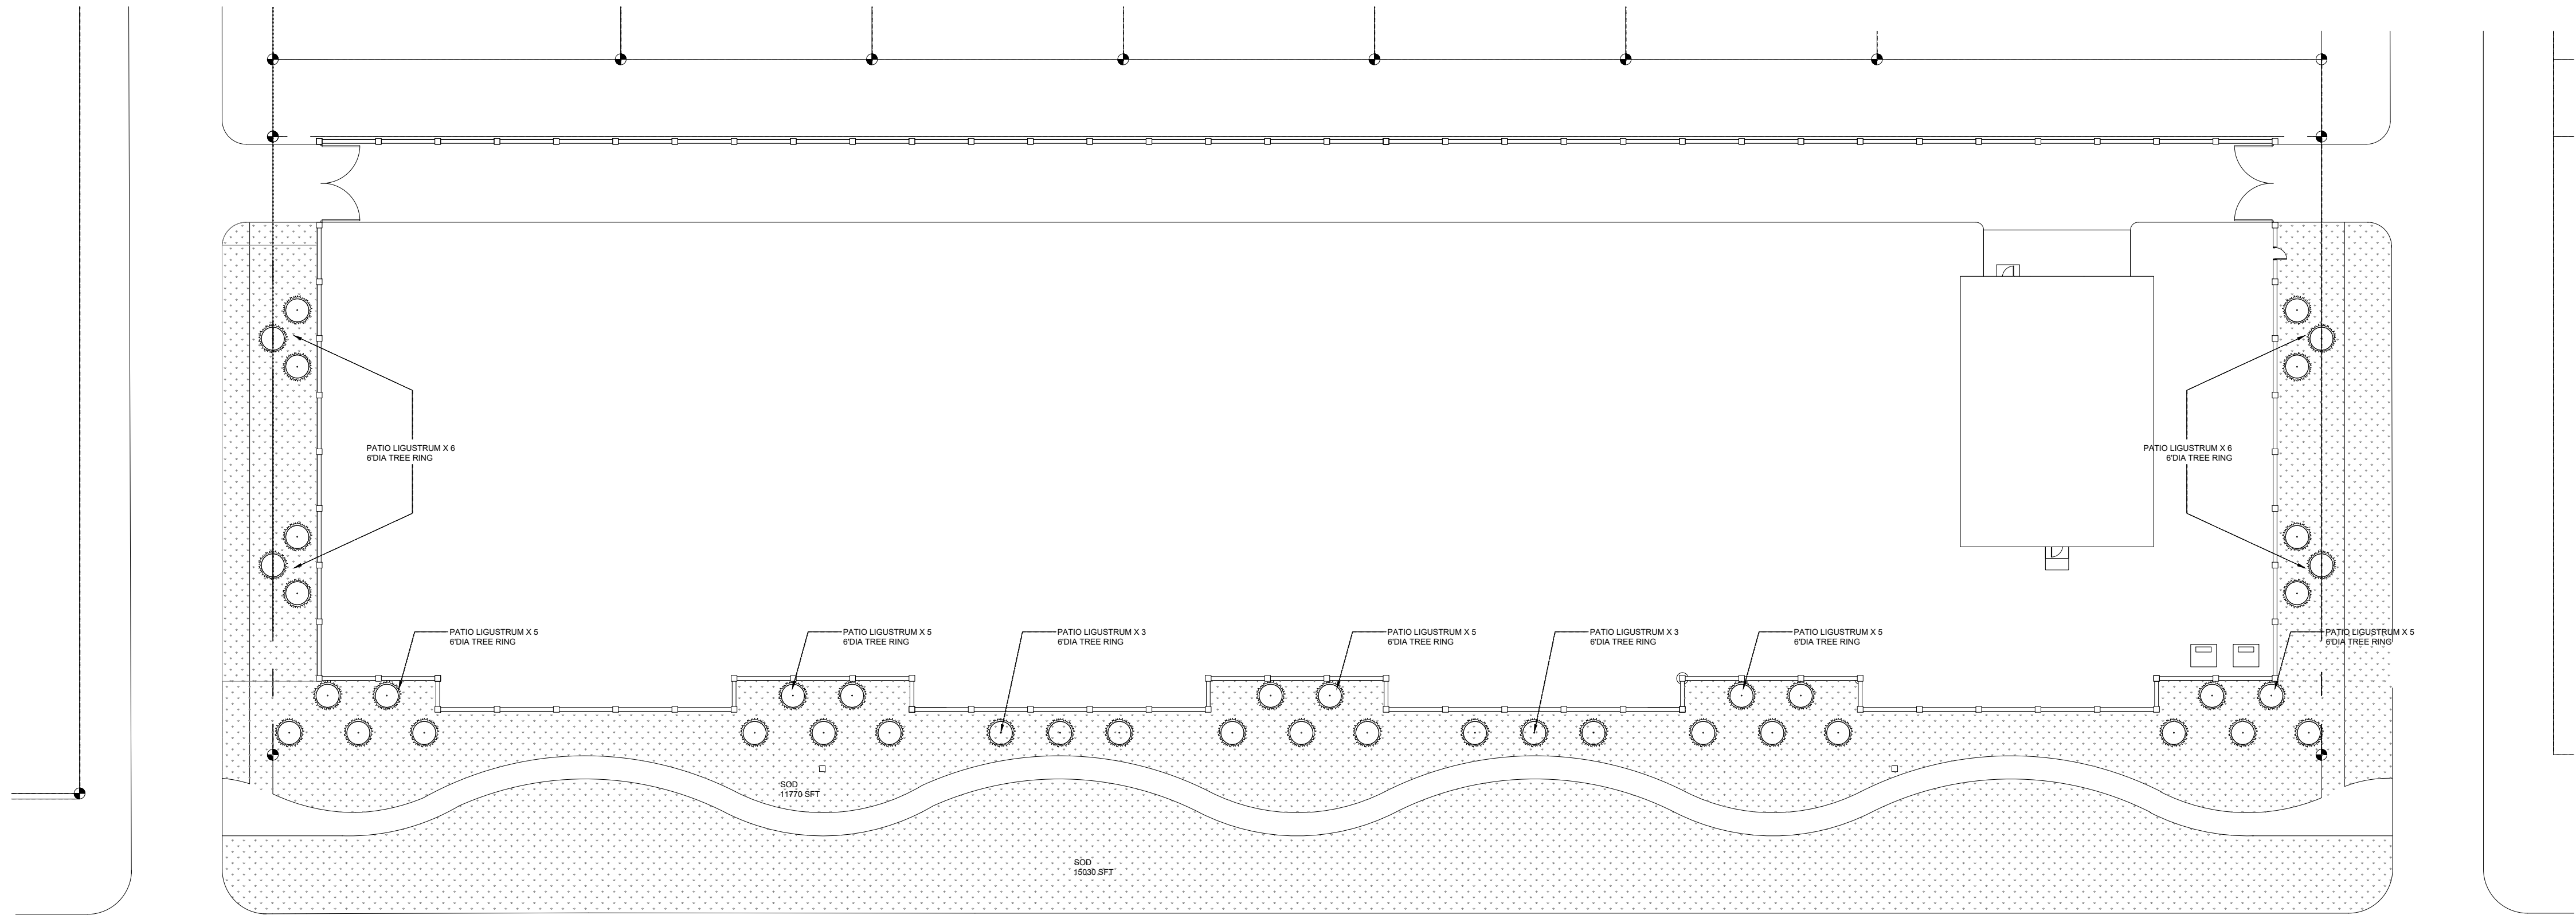 PATIO LIGUSTRUM X 6
6'DIA TREE RING
PATIO LIGUSTRUM X 6
6'DIA TREE RING
PATIO LIGUSTRUM X 5
6'DIA TREE RING
PATIO LIGUSTRUM X 5
6'DIA TREE RING
PATIO LIGUSTRUM X 3
6'DIA TREE RING
PATIO LIGUSTRUM X 5
6'DIA TREE RING
PATIO LIGUSTRUM X 3
6'DIA TREE RING
PATIO LIGUSTRUM X 5
6'DIA TREE RING
PATIO LIGUSTRUM X 5
6'DIA TREE RING
SOD
11770 SFT
SOD
15030 SFT